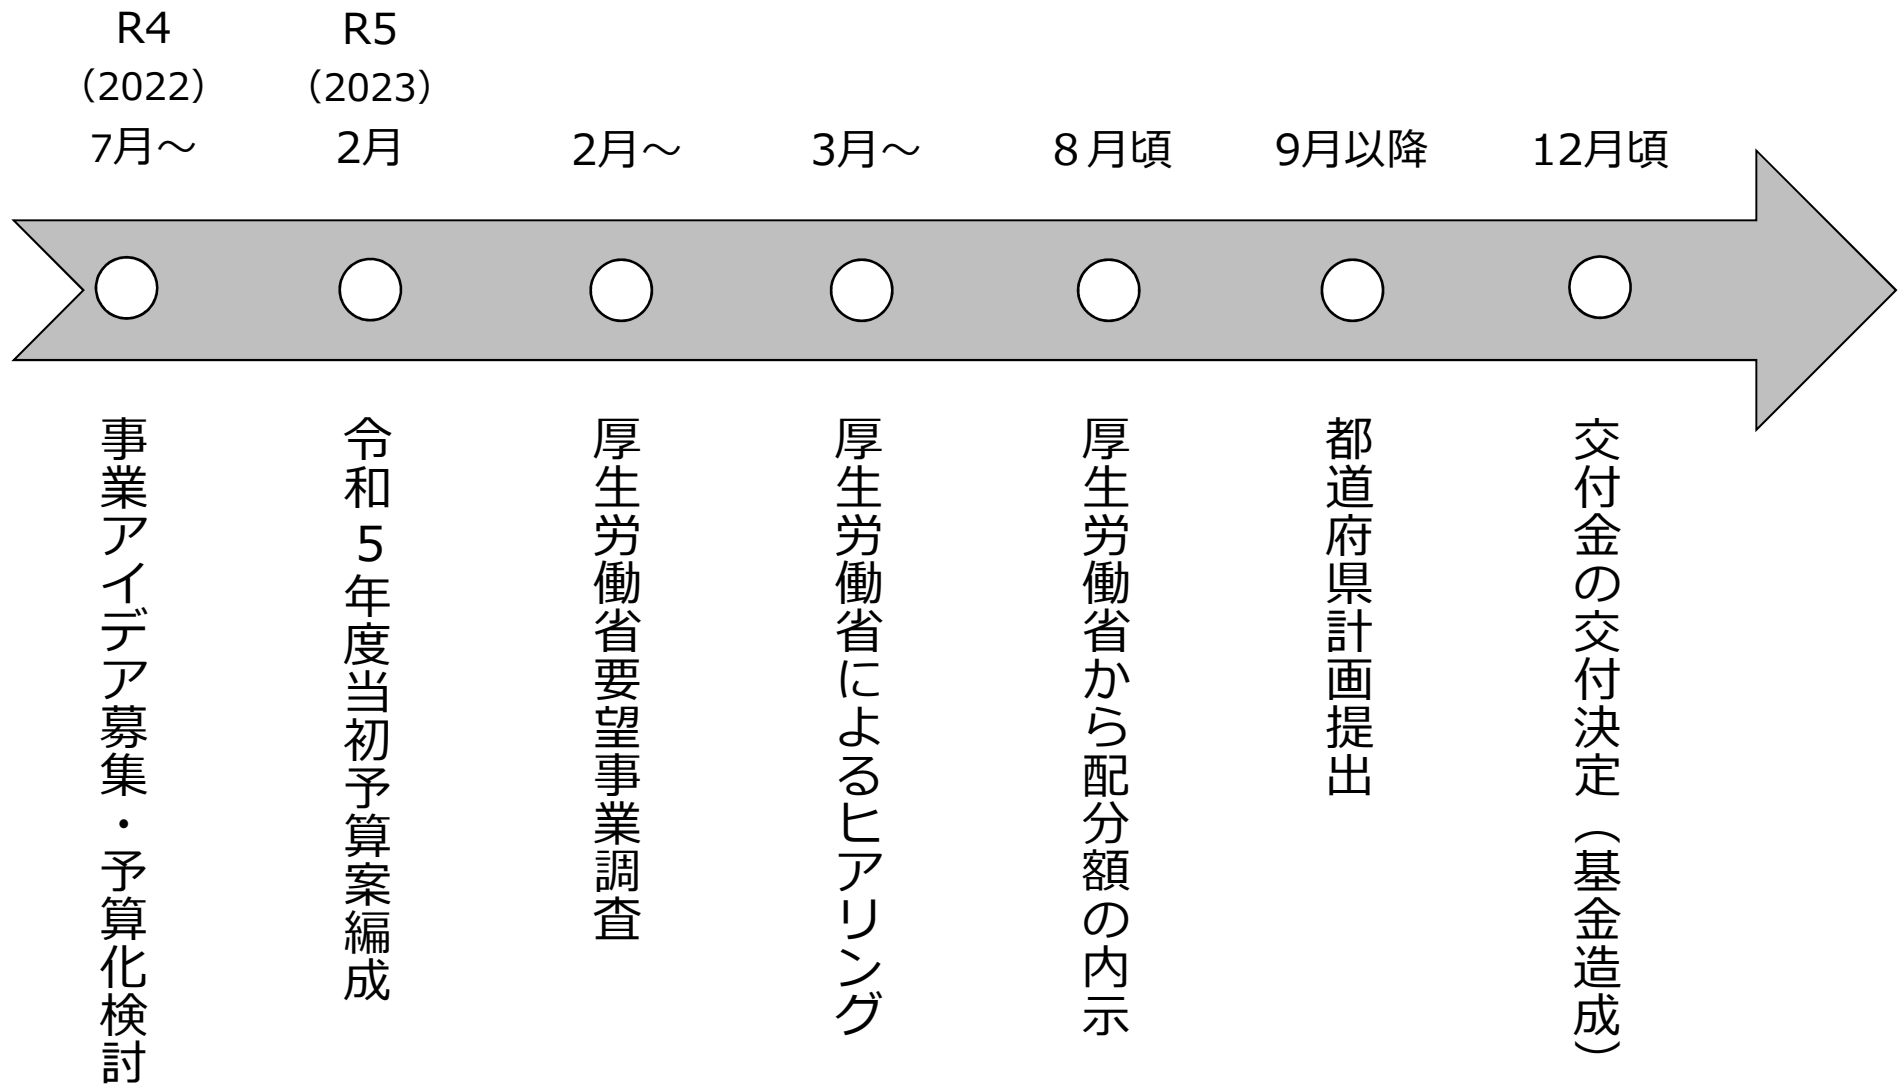 R4
（2022）
7月～
R5
（2023）
2月
2月～
3月～
８月頃
9月以降
12月頃
事業アイデア募集・予算化検討
令和５年度当初予算案編成
厚生労働省要望事業調査
厚生労働省によるヒアリング
厚生労働省から配分額の内示
都道府県計画提出
交付金の交付決定（基金造成）